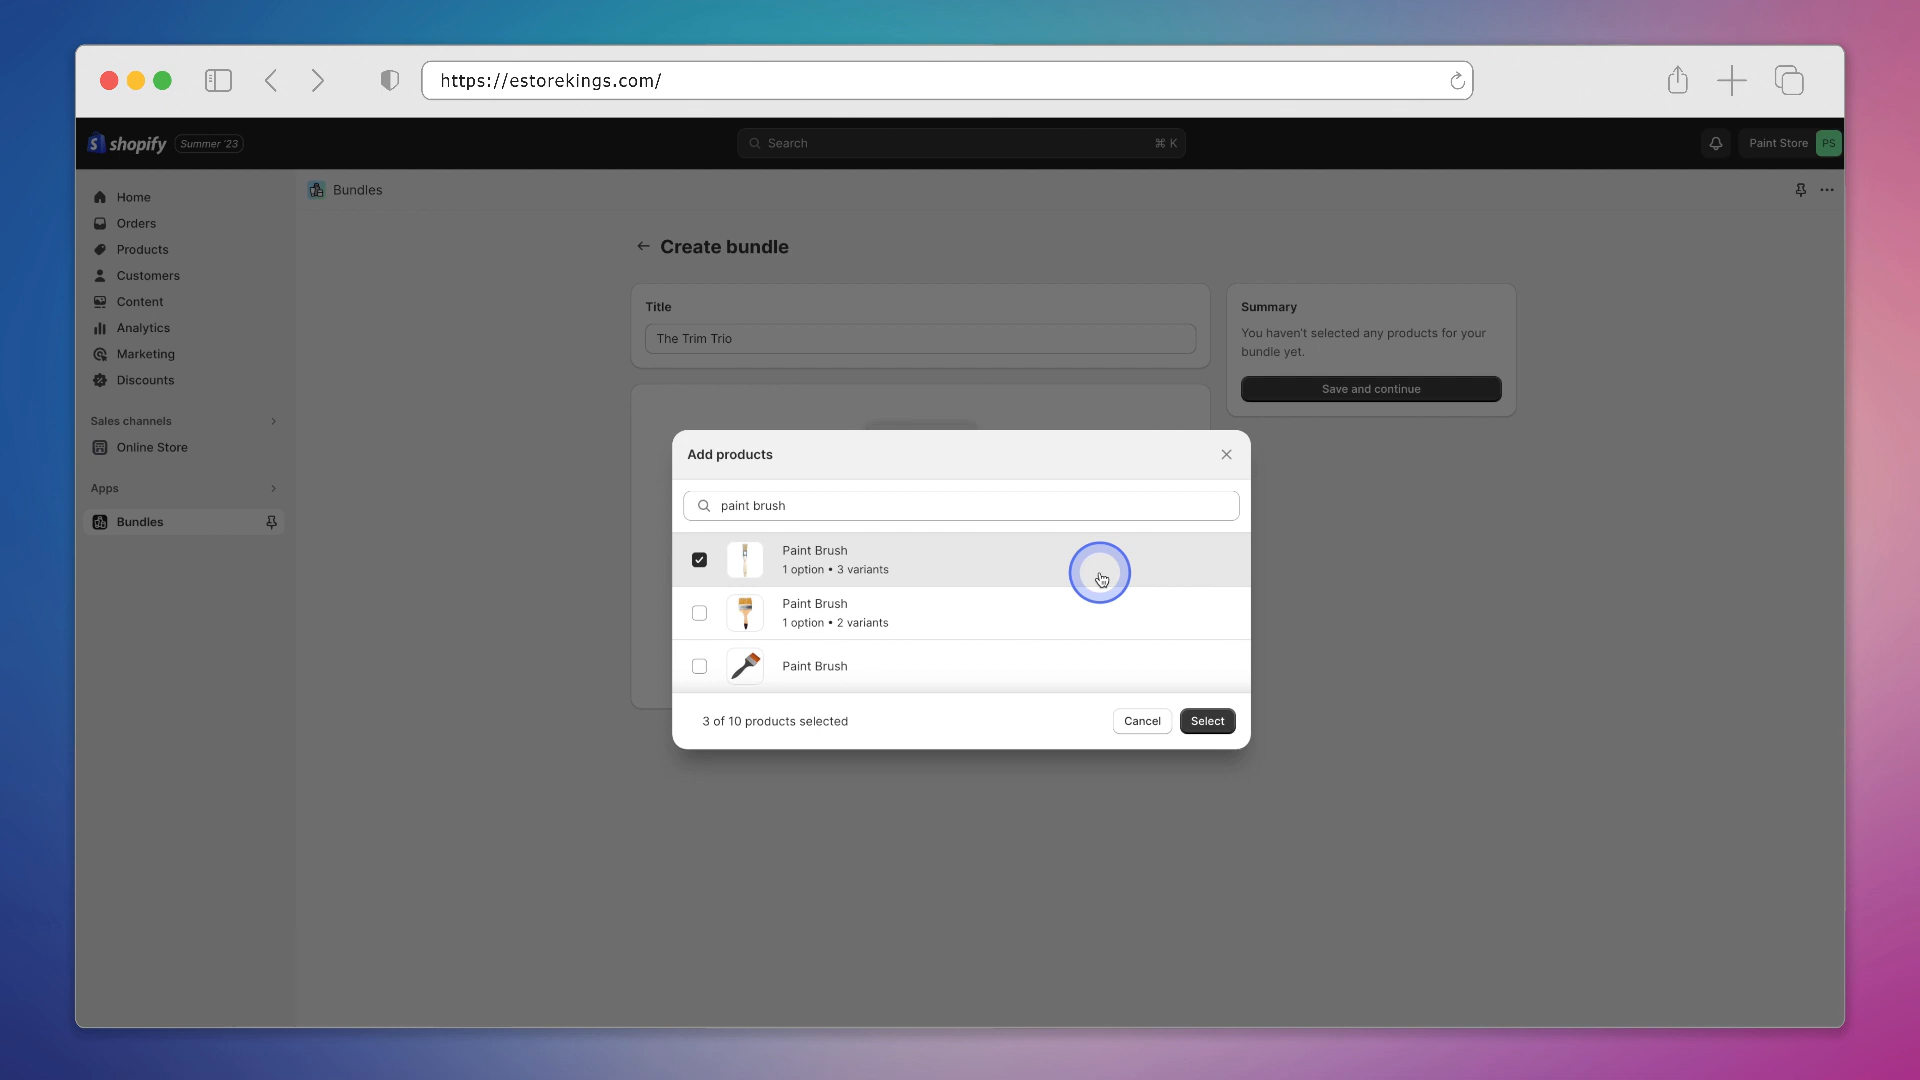 https://estorekings.com/
shopify Summer '23
Search ⌘ K
Paint Store PS
Home
Orders
Products
Customers
Content
Analytics
Marketing
Discounts
Sales channels
Online Store
Apps
Bundles
Bundles
Create bundle
Title
The Trim Trio
Summary
You haven't selected any products for your
bundle yet.
Save and continue
Add products
paint brush
Paint Brush
1 option • 3 variants
Paint Brush
1 option • 2 variants
Paint Brush
3 of 10 products selected
Cancel
Select